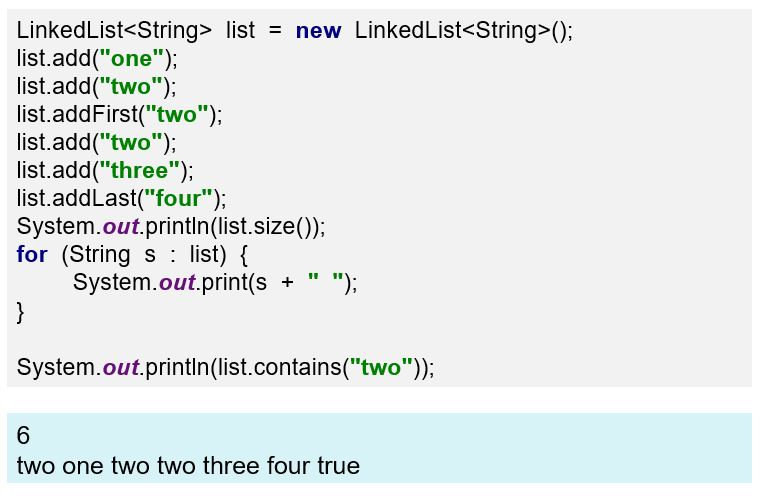 LinkedList<String> list = new LinkedList<String>();
list.add("one");
list.add("two");
list.addFirst("two");
list.add("two");
list.add("three");
list.addLast("four");
System.out.println(list.size());
for (String s : list) {
System.out.print(s + " ");
}
System.out.println(list.contains("two"));
6
two one two two three four true